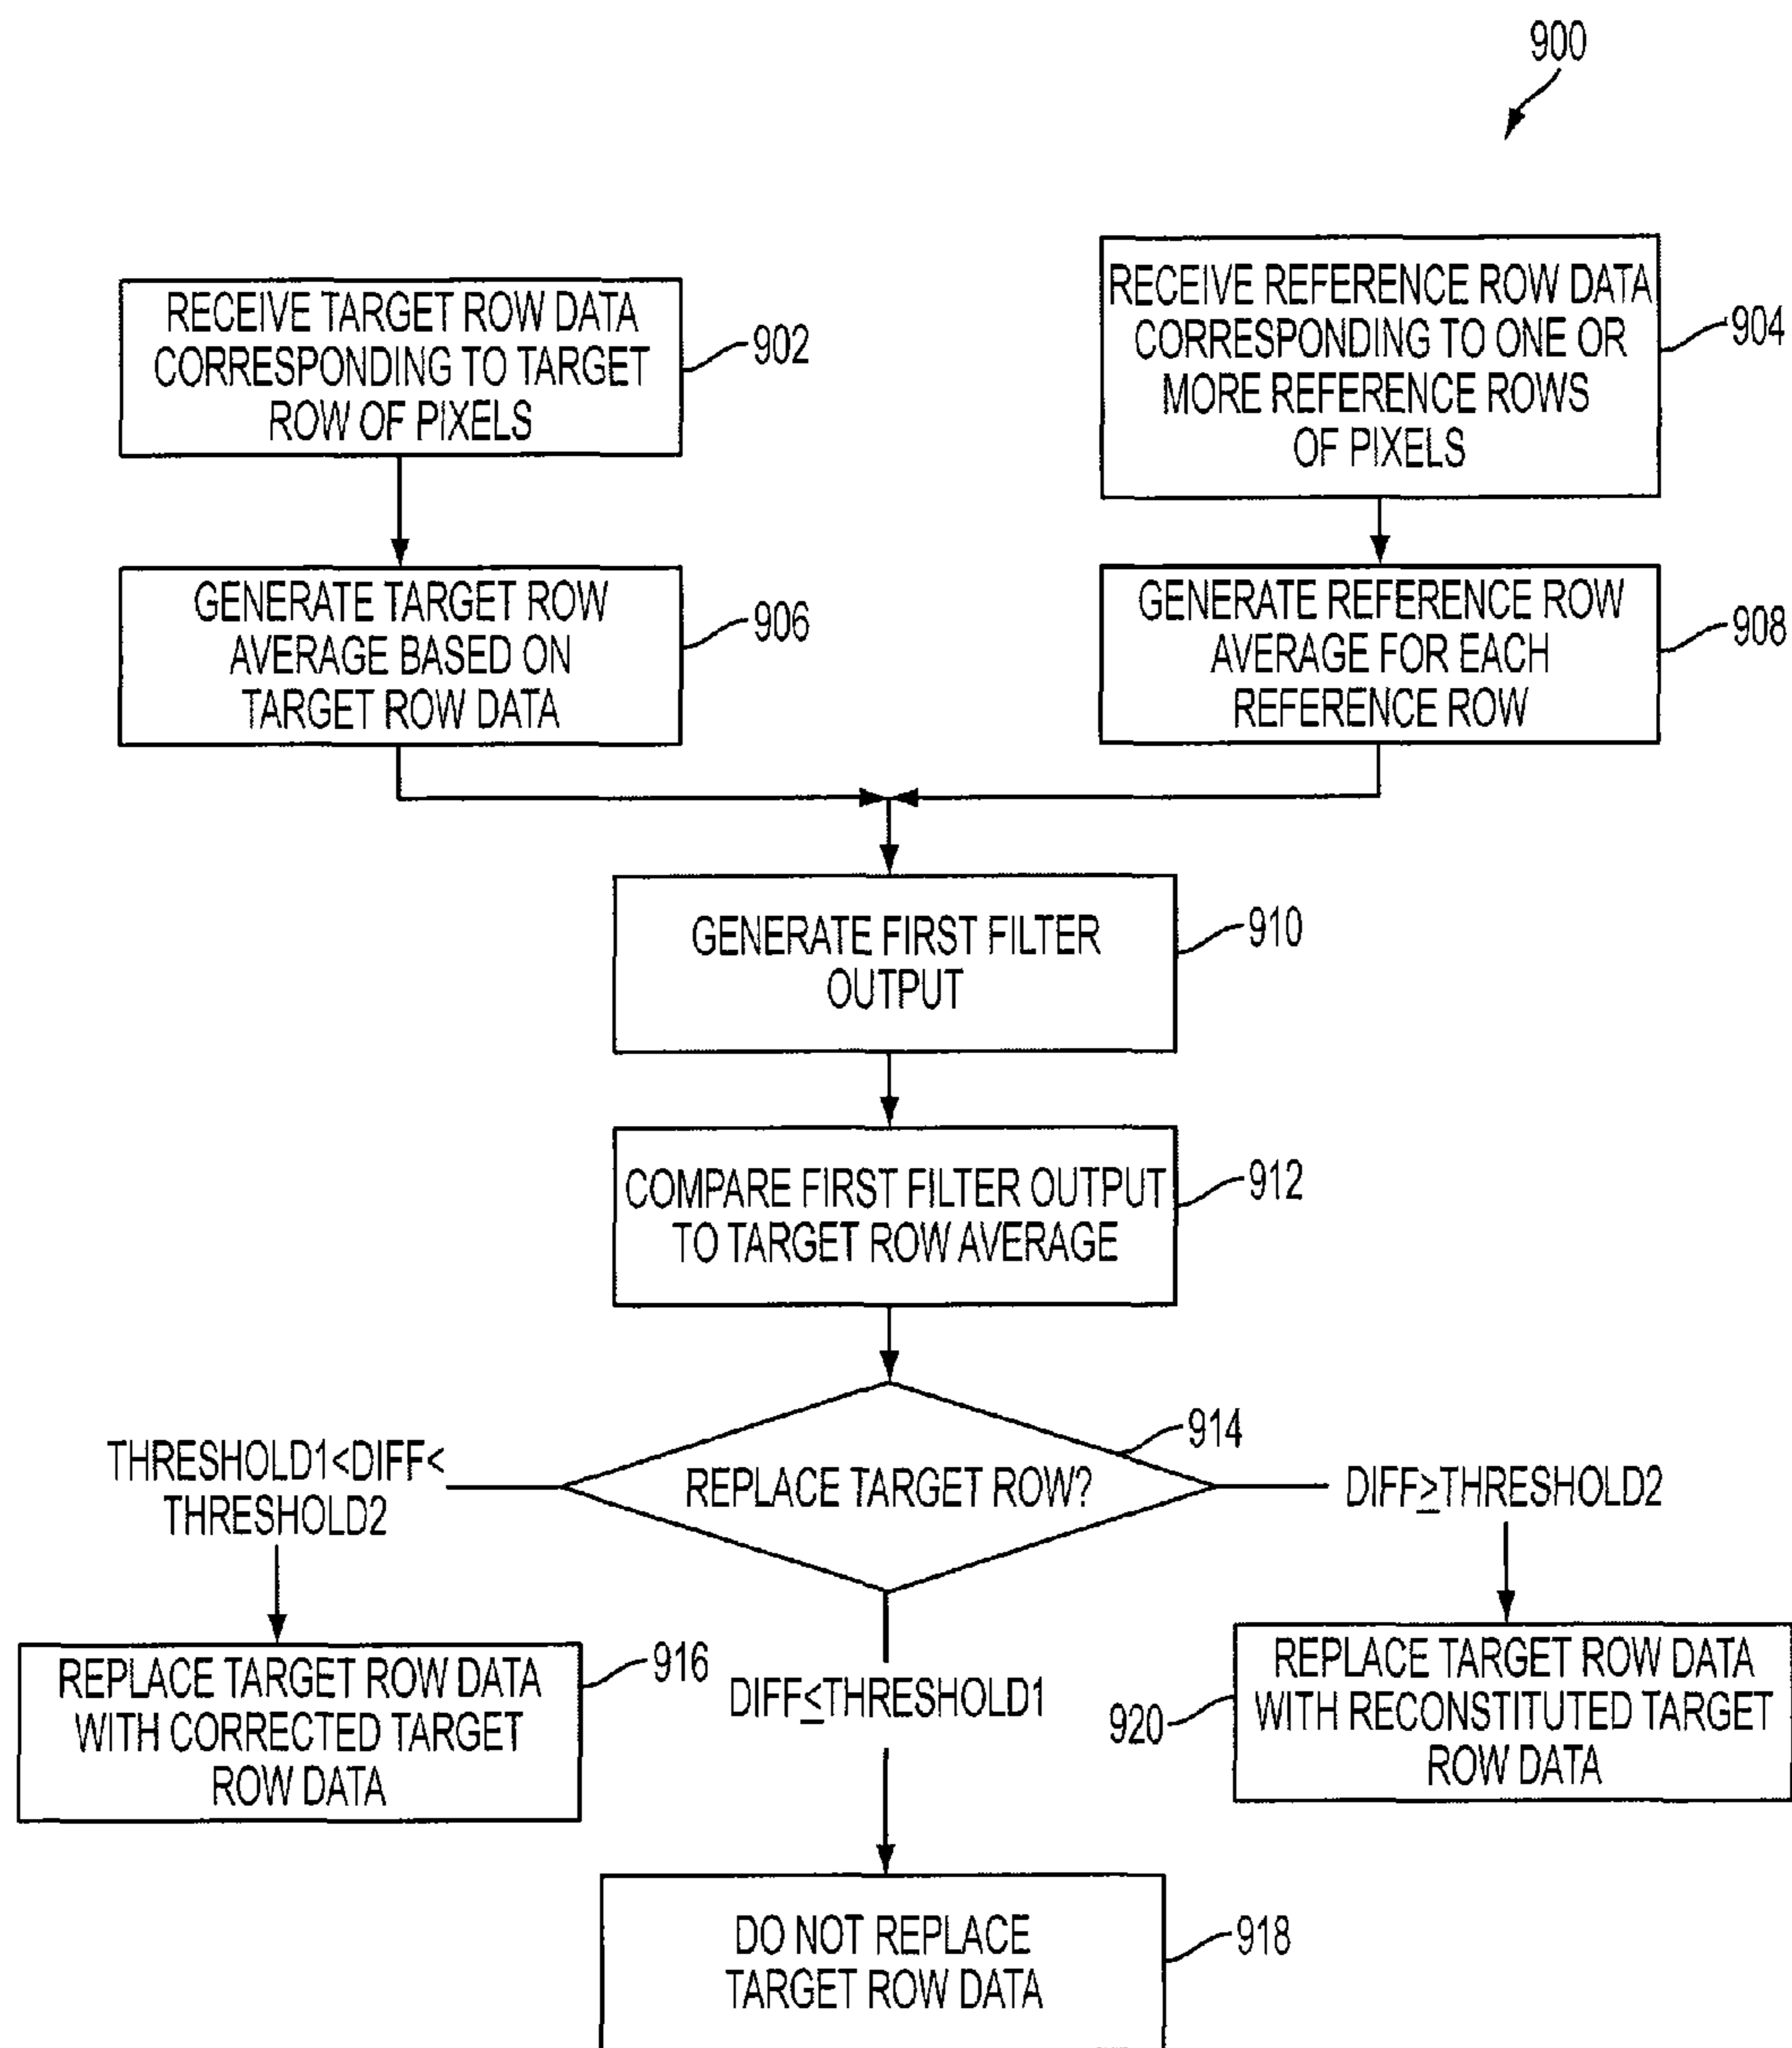 900
RECEIVE TARGET ROW DATA
CORRESPONDING TO TARGET
ROW OF PIXELS
902
RECEIVE REFERENCE ROW DATA
CORRESPONDING TO ONE OR
MORE REFERENCE ROWS
OF PIXELS
904
GENERATE TARGET ROW
AVERAGE BASED ON
TARGET ROW DATA
906
GENERATE REFERENCE ROW
AVERAGE FOR EACH
REFERENCE ROW
908
GENERATE FIRST FILTER
OUTPUT
910
COMPARE FIRST FILTER OUTPUT
TO TARGET ROW AVERAGE
912
REPLACE TARGET ROW?
914
THRESHOLD1<DIFF<
THRESHOLD2
DIFF≥THRESHOLD2
REPLACE TARGET ROW DATA
WITH CORRECTED TARGET
ROW DATA
916
DIFF≤THRESHOLD1
REPLACE TARGET ROW DATA
WITH RECONSTITUTED TARGET
ROW DATA
920
DO NOT REPLACE
TARGET ROW DATA
918